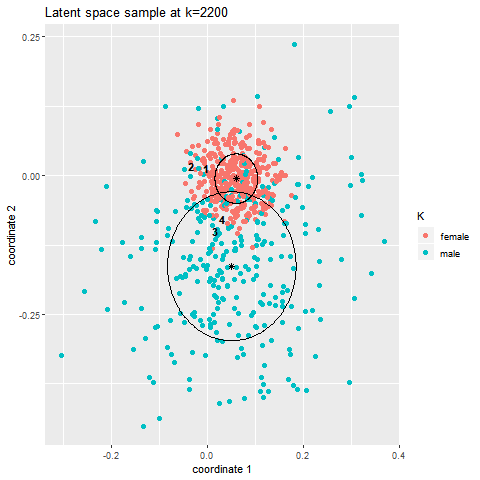 Latent space sample at k=2200
0.25
0.00
-0.25
coordinate 2
2
1
4
3
-0.2
0.0
0.2
0.4
coordinate 1
K
female
male